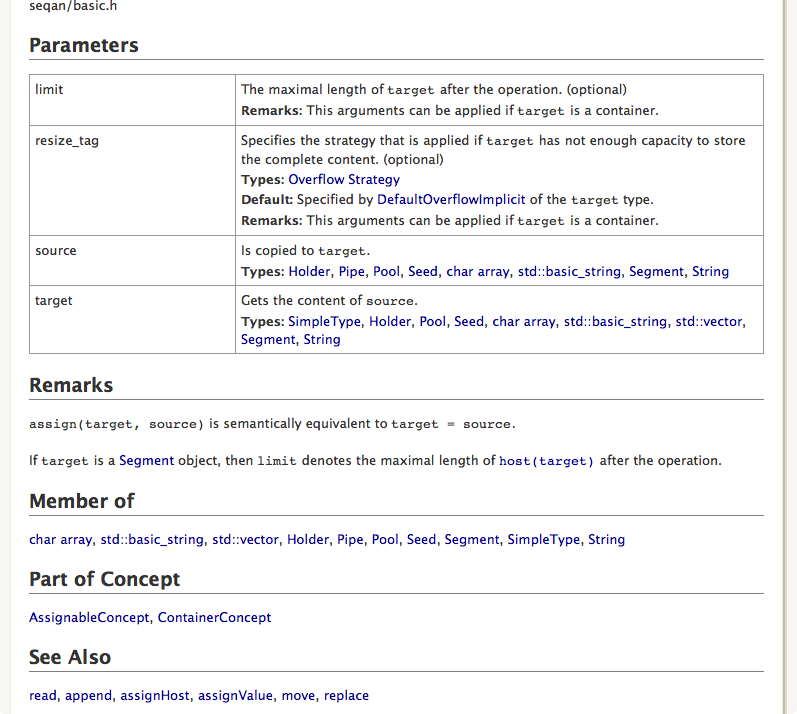 seqan/basic.h
Parameters
limit
The maximal length of target after the operation. (optional)
Remarks: This arguments can be applied if target is a container.
resize_tag
Specifies the strategy that is applied if target has not enough capacity to store
the complete content. (optional)
Types: Overflow Strategy
Default: Specified by DefaultOverflowImplicit of the target type.
Remarks: This arguments can be applied if target is a container.
source
Is copied to target.
Types: Holder, Pipe, Pool, Seed, char array, std::basic_string, Segment, String
target
Gets the content of source.
Types: SimpleType, Holder, Pool, Seed, char array, std::basic_string, std::vector,
Segment, String
Remarks
assign(target, source) is semantically equivalent to target = source.
If target is a Segment object, then limit denotes the maximal length of host(target) after the operation.
Member of
char array, std::basic_string, std::vector, Holder, Pipe, Pool, Seed, Segment, SimpleType, String
Part of Concept
AssignableConcept, ContainerConcept
See Also
read, append, assignHost, assignValue, move, replace